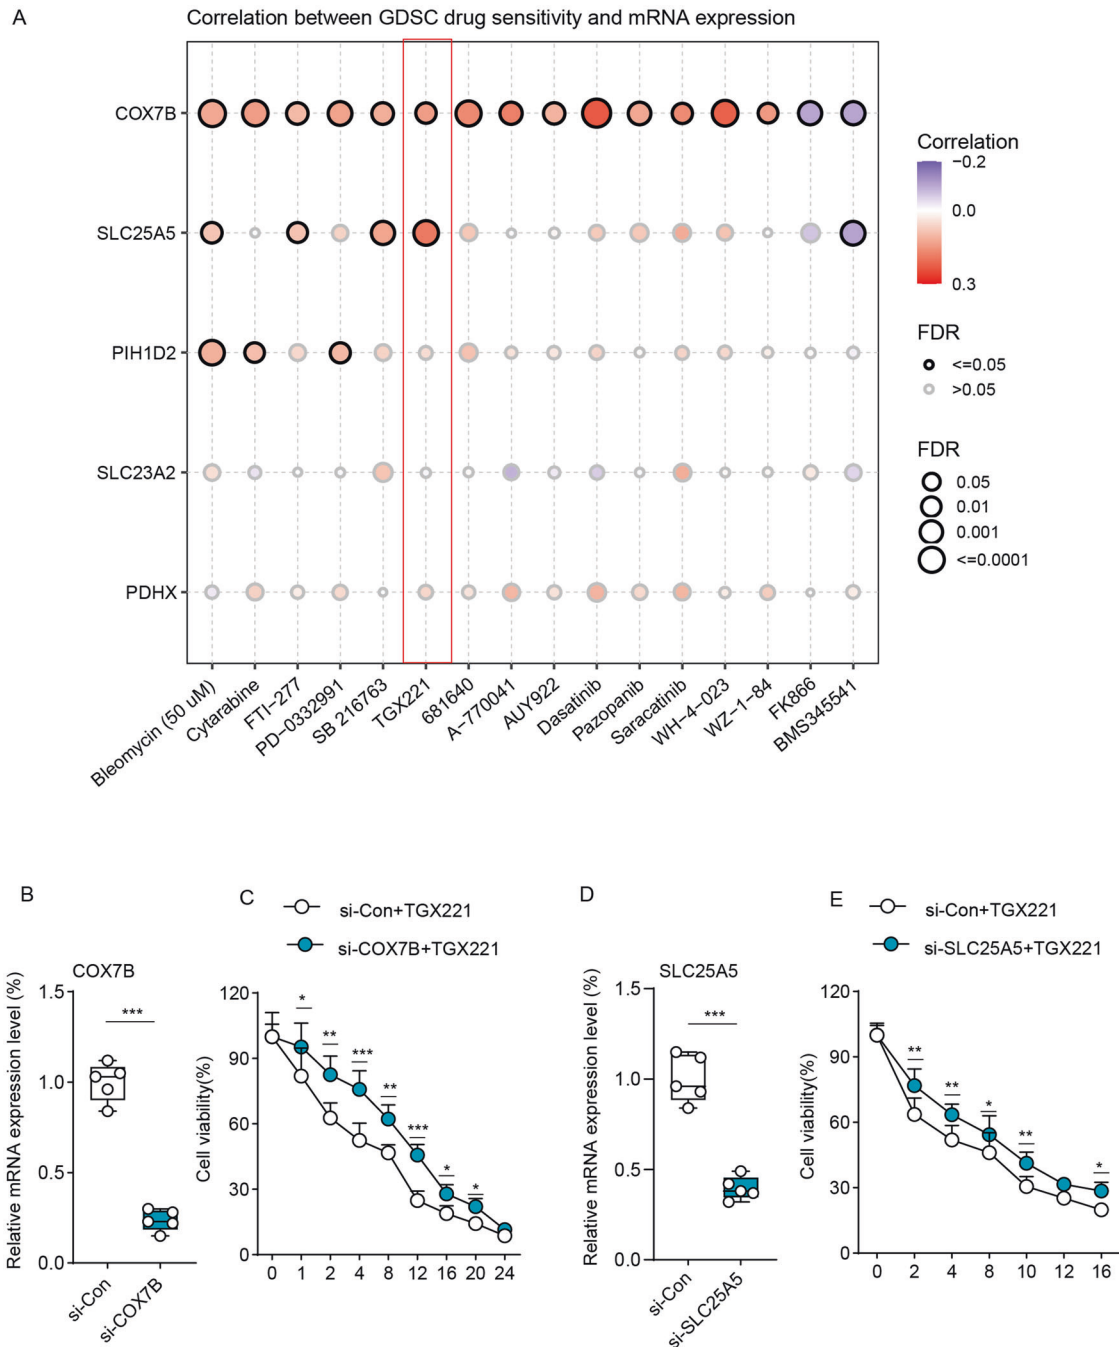 A
Correlation between GDSC drug sensitivity and mRNA expression
COX7B
SLC25A5
PIH1D2
SLC23A2
PDHX
Bleomycin (50 uM)
Cytarabine
FTI−277
PD−0332991
SB 216763
TGX221
681640
A−770041
AUY922
Dasatinib
Pazopanib
Saracatinib
WH−4−023
WZ−1−84
FK866
BMS345541
Correlation
−0.2
0.0
0.3
FDR
<=0.05
>0.05
FDR
0.05
0.01
0.001
<=0.0001
B
COX7B
Relative mRNA expression level (%)
1.5
1.0
0.5
0.0
***
si-Con
si-COX7B
C
si-Con+TGX221
si-COX7B+TGX221
Cell viability(%)
120
90
60
30
0
* ** *** ** *** * *
0 1 2 4 8 12 16 20 24
D
SLC25A5
Relative mRNA expression level (%)
1.5
1.0
0.5
0.0
***
si-Con
si-SLC25A5
E
si-Con+TGX221
si-SLC25A5+TGX221
Cell viability(%)
120
90
60
30
0
** ** * ** *
0 2 4 8 10 12 16